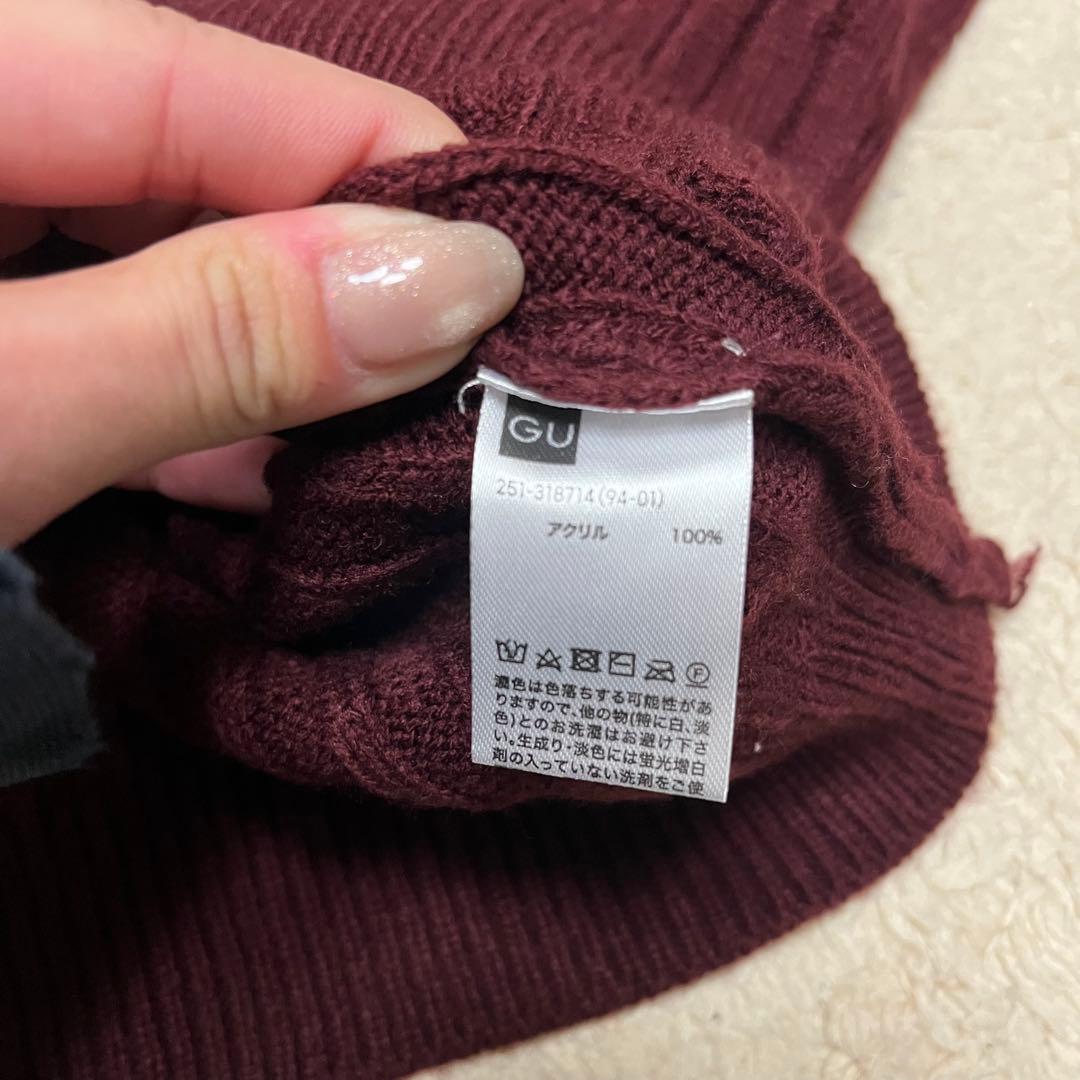 GU
251-318714(94-01)
アクリル 100%
濃色は色落ちする可能性があ
りますので、他の物(特に白、淡
色)とのお洗濯はお避け下さ
い。生成り・淡色には蛍光増白
剤の入っていない洗剤をご使